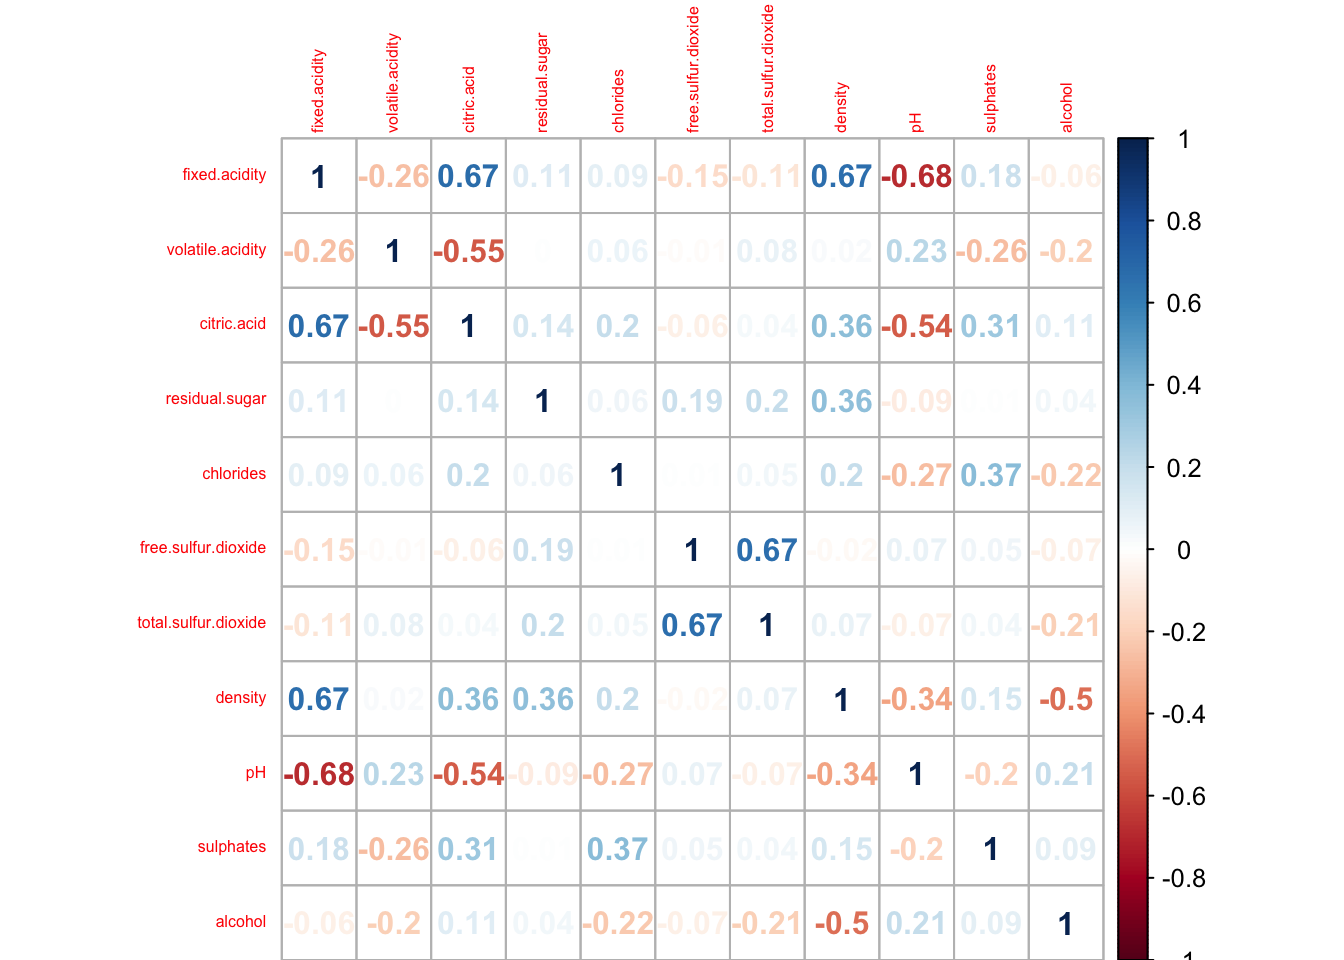 fixed.acidity volatile.acidity citric.acid residual.sugar chlorides free.sulfur.dioxide total.sulfur.dioxide density pH sulphates alcohol
fixed.acidity 1 -0.26 0.67 0.11 0.09 -0.15 -0.11 0.67 -0.68 0.18 -0.06
volatile.acidity -0.26 1 -0.55 0 0.06 -0.01 0.08 0.02 0.23 -0.26 -0.2
citric.acid 0.67 -0.55 1 0.14 0.2 -0.06 0.04 0.36 -0.54 0.31 0.11
residual.sugar 0.11 0.14 1 0.06 0.19 0.2 0.36 -0.09 0.04
chlorides 0.09 0.06 0.2 0.06 1 0.05 0.2 -0.27 0.37 -0.22
free.sulfur.dioxide -0.15 -0.01 -0.06 0.19 1 0.67 -0.02 0.07 0.05 -0.07
total.sulfur.dioxide -0.11 0.08 0.04 0.2 0.05 0.67 1 0.07 -0.07 0.04 -0.21
density 0.67 0.02 0.36 0.36 0.2 -0.02 0.07 1 -0.34 0.15 -0.5
pH -0.68 0.23 -0.54 -0.09 -0.27 0.07 -0.07 -0.34 1 -0.2 0.21
sulphates 0.18 -0.26 0.31 0.37 0.05 0.04 0.15 -0.2 1 0.09
alcohol -0.06 -0.2 0.11 0.04 -0.22 -0.07 -0.21 -0.5 0.21 0.09 1
1
0.8
0.6
0.4
0.2
0
-0.2
-0.4
-0.6
-0.8
-1